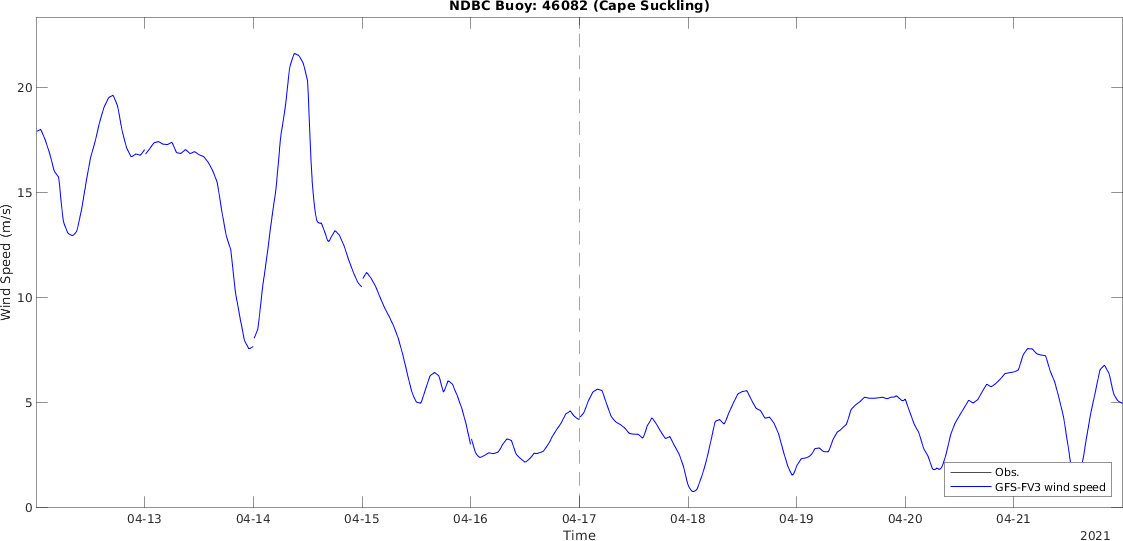 NDBC Buoy: 46082 (Cape Suckling)
20
15
10
5
0
Wind Speed (m/s)
04-13 04-14 04-15 04-16 04-17 04-18 04-19 04-20 04-21
Time
2021
Obs.
GFS-FV3 wind speed